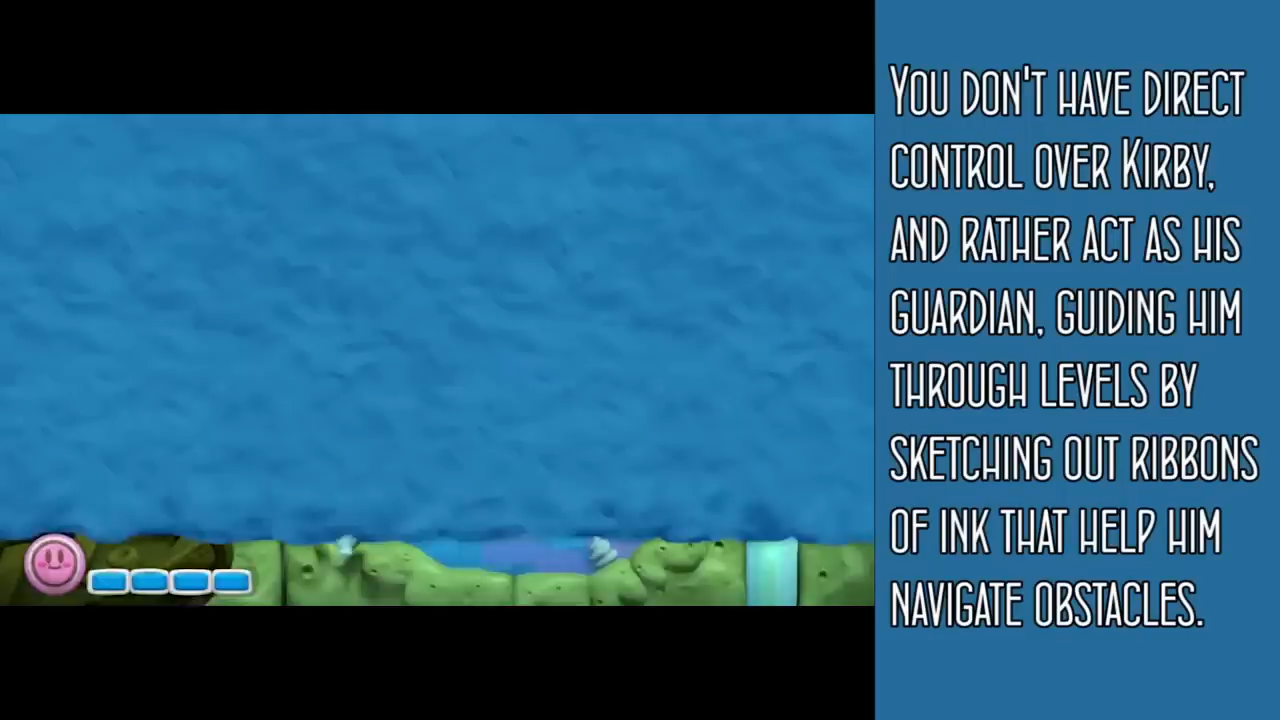 You don't have direct
control over Kirby,
and rather act as his
guardian, guiding him
through levels by
sketching out ribbons
of ink that help him
navigate obstacles.